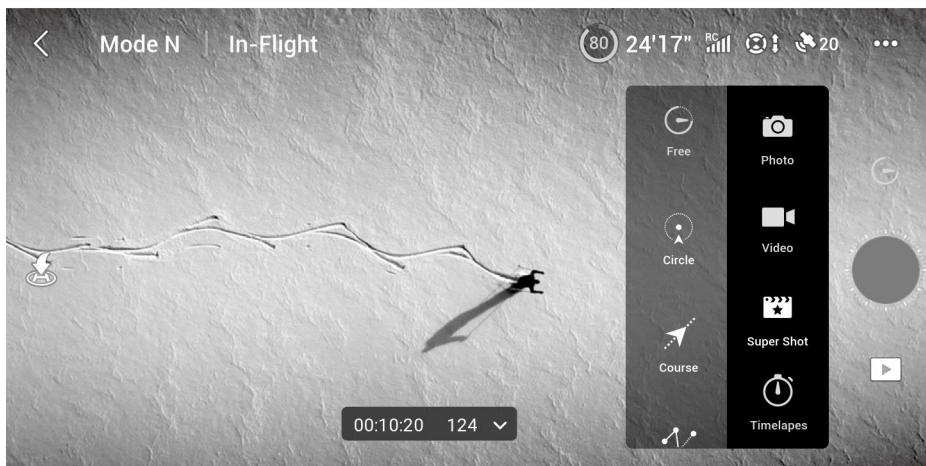 Mode N In-Flight 80 24'17" RC 20
Free
Photo
Circle
Video
Course
Super Shot
Timelapes
00:10:20 124